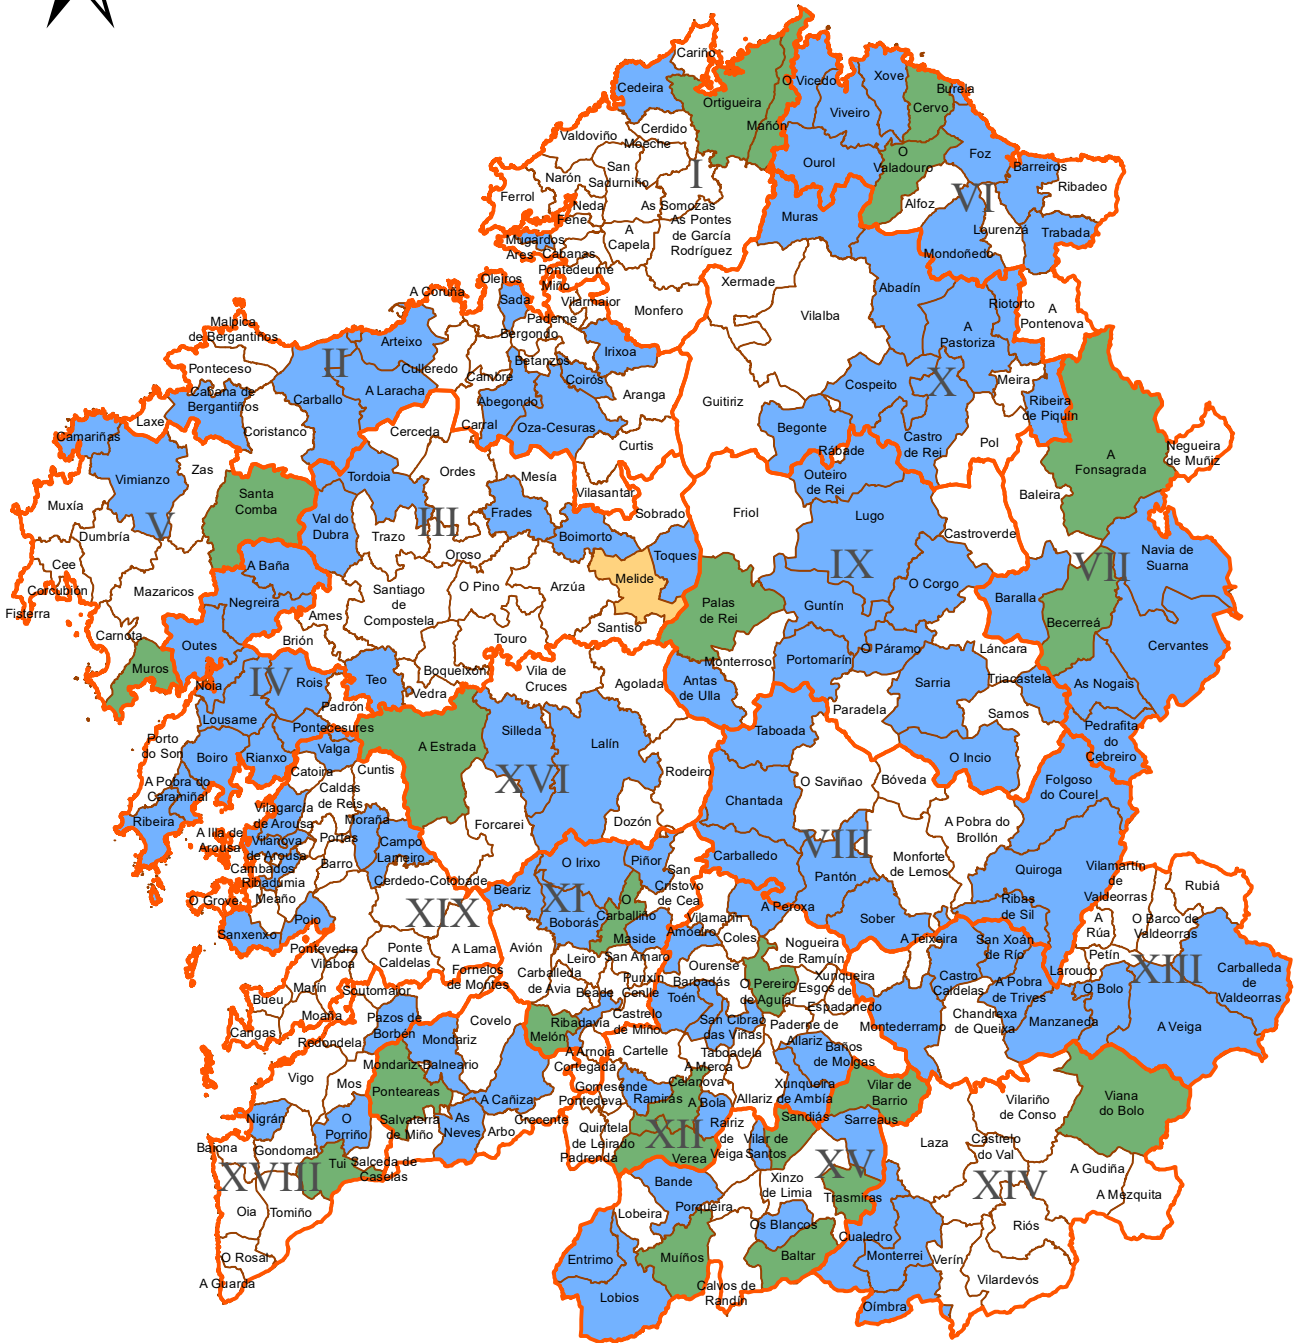 Cariño
Cedeira
Ortigueira
Mañón
O Vicedo
Xove
Burela
Cervo
Viveiro
Valdoviño
Cerdido
Moeche
San
Sadurniño
I
Ourol
O
Valadouro
Foz
Barreiros
Ribadeo
Narón
Ferrol
Neda
Fene
As Somozas
As Pontes
de García
Rodríguez
Muras
Alfoz
VI
Lourenzá
Trabada
Mondoñedo
Mugardos
Ares
A
Capela
Cabanas
Pontedeume
Miño
Vilarmaior
Monfero
Xermade
Vilalba
Abadín
Riotorto
A
Pontenova
A
Pastoriza
A Coruña
Oleiros
Sada
Paderne
Bergondo
Malpica
de Bergantiños
Ponteceso
II
Arteixo
Culleredo
Cambre
Betanzos
Coirós
Irixoa
Aranga
Guitiriz
Cospeito
X
Meira
Ribeira
de Piquín
A
Fonsagrada
Negueira
de Muñiz
Cabana de
Bergantiños
Carballo
A Laracha
Abegondo
Laxe
Coristanco
Cerceda
Carral
Oza-Cesuras
Curtis
Begonte
Rábade
Castro
de Rei
Pol
Baleira
Camariñas
Vimianzo
Zas
Santa
Comba
Tordoia
Ordes
Mesía
Vilasantar
Outeiro
de Rei
Muxía
V
Val do
Dubra
III
Trazo
Frades
Sobrado
Friol
Lugo
Castroverde
Dumbría
Oroso
Boimorto
Toques
IX
VII
Navia de
Suarna
Cee
Corcubión
Fisterra
Mazaricos
A Baña
Negreira
Santiago
de
Compostela
O Pino
Arzúa
Melide
Palas
de Rei
Guntín
O Corgo
Baralla
Becerreá
Cervantes
Carnota
Outes
Ames
Brión
Touro
Santiso
Monterroso
Portomarín
O Páramo
Láncara
Muros
Noia
IV
Rois
Teo
Boqueixón
Vedra
Vila de
Cruces
Agolada
Antas
de Ulla
Sarria
Triacastela
As Nogais
Lousame
Padrón
Pontecesures
Paradela
Samos
Pedrafita
do
Cebreiro
Porto
do Son
Boiro
Rianxo
Valga
A Estrada
Silleda
Lalín
Taboada
O Incio
A Pobra do
Caramiñal
Catoira
Cuntis
XVI
Rodeiro
O Saviñao
Bóveda
Folgoso
do Courel
Ribeira
Vilagarcía
de Arousa
Caldas
de Reis
Moraña
Forcarei
Dozón
Chantada
A Pobra do
Brollón
A Illa de
Arousa
Vilanova
de Arousa
Portas
Campo
Lameiro
VIII
Monforte
de Lemos
Cambados
Ribadumia
Barro
Cerdedo-Cotobade
O Irixo
Piñor
San
Cristovo
de Cea
Carballedo
Pantón
Quiroga
Vilamartín
de
Valdeorras
Rubiá
O Grove
Meaño
Beariz
XI
O
Carballiño
A Peroxa
Sober
Ribas
de Sil
A
Rúa
O Barco de
Valdeorras
Sanxenxo
Poio
XIX
Boborás
Maside
Vilamarín
Amoeiro
Coles
Nogueira
de Ramuín
A Teixeira
San Xoán
de Río
Petín
Pontevedra
Vilaboa
Ponte
Caldelas
A Lama
Avión
Leiro
San Amaro
Ourense
Larouco
XIII
Carballeda
de
Valdeorras
Marín
Bueu
Moaña
Soutomaior
Fornelos
de Montes
Carballeda
de Avia
Beade
Punxín
Cenlle
Barbadás
Toén
O Pereiro
de Aguiar
Xunqueira
de
Espadanedo
Esgos
Castro
Caldelas
A Pobra
de Trives
O Bolo
Cangas
Pazos de
Borbén
Covelo
Ribadavia
Melón
Castrelo
de Miño
San Cibrao
das Viñas
Paderne de
Allariz
Baños
de Molgas
Montederramo
Chandrexa
de Queixa
Manzaneda
A Veiga
Redondela
Mondariz
Mondariz-Balneario
A Arnoia
Cortegada
Cartelle
Taboadela
A Merca
Celanova
Vigo
Mos
Ponteareas
A Cañiza
Gomesende
Pontedeva
Ramirás
A Bola
Allariz
Xunqueira
de Ambía
Vilar de
Barrio
Vilariño
de Conso
Viana
do Bolo
Nigrán
O
Porriño
Salvaterra
de Miño
As
Neves
Arbo
Crecente
Quintela
de Leirado
Padrenda
XII
Verea
Rairiz
de
Veiga
Vilar de
Santos
Sandiás
Sarreaus
Laza
Castrelo
do Val
Baiona
Gondomar
XVIII
Tui
Salceda de
Caselas
Bande
Xinzo
de Limia
XV
Trasmiras
XIV
A Gudiña
A Mezquita
Oia
Tomiño
Lobeira
Porqueira
Os Blancos
Cualedro
Riós
O Rosal
Entrimo
Muíños
Baltar
Monterrei
Verín
Vilardevós
A Guarda
Lobios
Calvos de
Randín
Oímbra